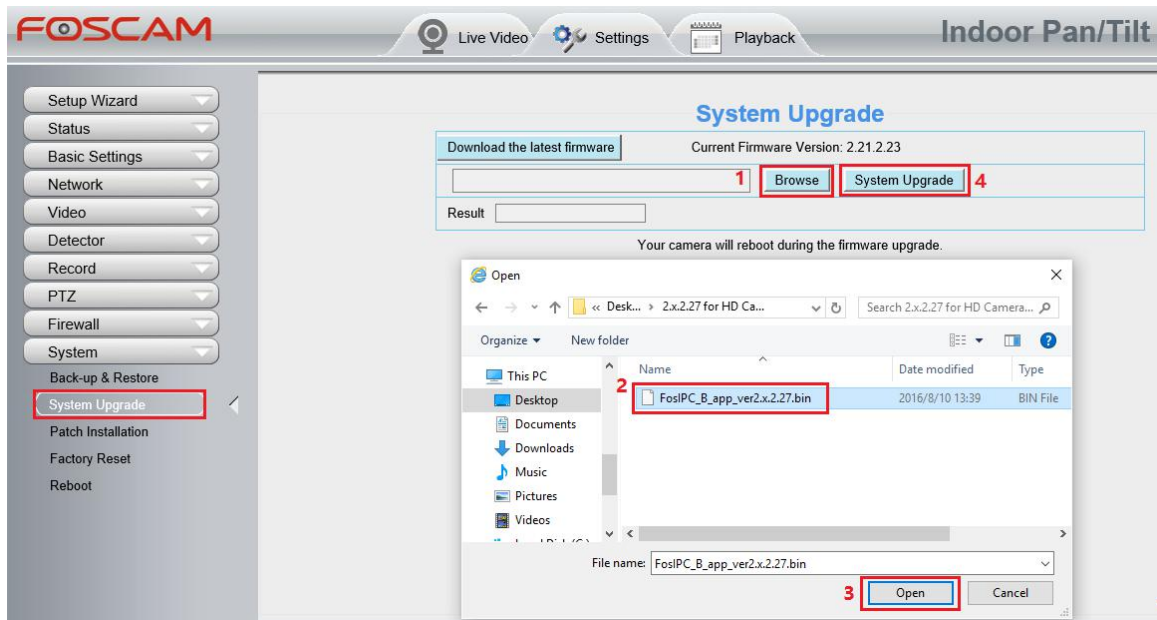 FOSCAM
Live Video
Settings
Playback
Indoor Pan/Tilt
Setup Wizard
Status
Basic Settings
Network
Video
Detector
Record
PTZ
Firewall
System
Back-up & Restore
System Upgrade
Patch Installation
Factory Reset
Reboot
System Upgrade
Download the latest firmware
Current Firmware Version: 2.21.2.23
1
Browse
System Upgrade
4
Result
Your camera will reboot during the firmware upgrade.
Open
« Desk... › 2.x.2.27 for HD Ca...
Search 2.x.2.27 for HD Camera...
Organize
New folder
This PC
Desktop
Documents
Downloads
Music
Pictures
Videos
Name
Date modified
Type
2
FosIPC_B_app_ver2.x.2.27.bin
2016/8/10 13:39
BIN File
File name:
FosIPC_B_app_ver2.x.2.27.bin
3
Open
Cancel